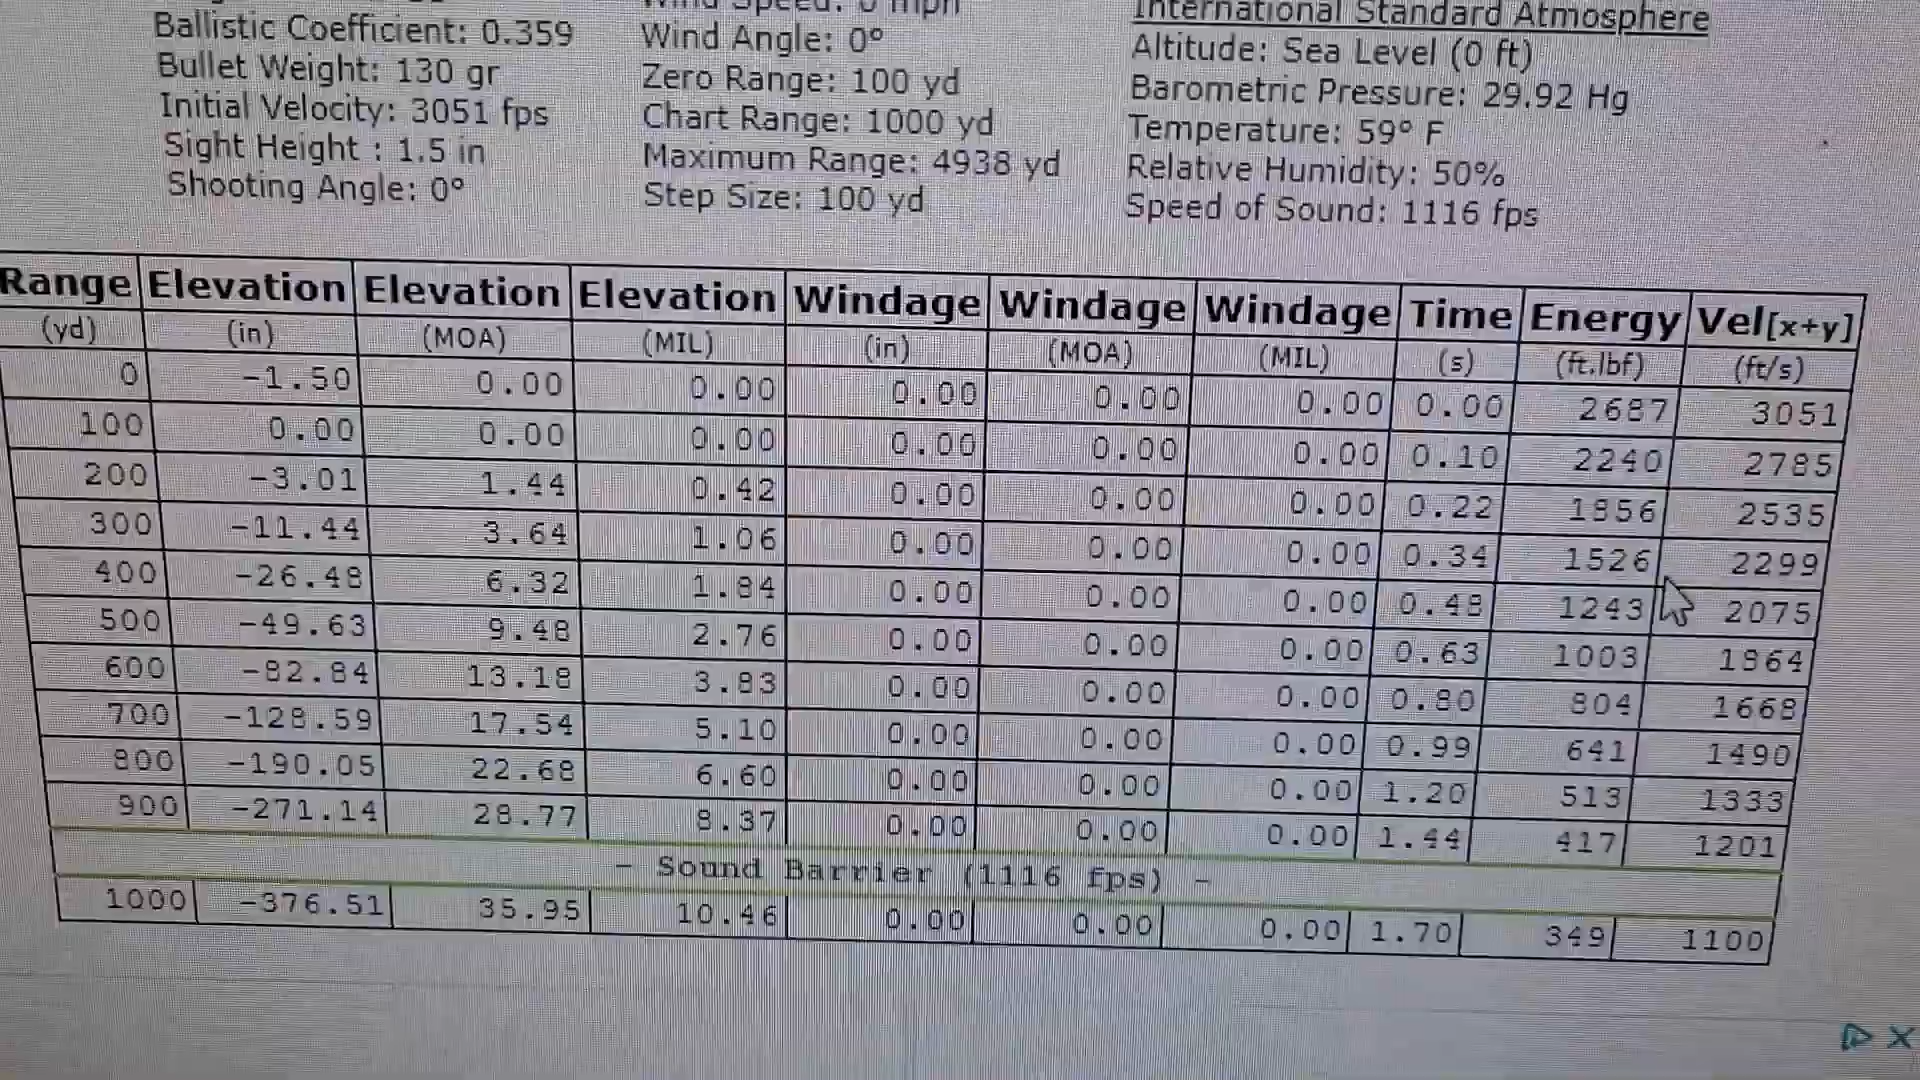 Wind Speed: 0 mph
International Standard Atmosphere
Ballistic Coefficient: 0.359
Wind Angle: 0°
Altitude: Sea Level (0 ft)
Bullet Weight: 130 gr
Zero Range: 100 yd
Barometric Pressure: 29.92 Hg
Initial Velocity: 3051 fps
Chart Range: 1000 yd
Temperature: 59° F
Sight Height : 1.5 in
Maximum Range: 4938 yd
Relative Humidity: 50%
Shooting Angle: 0°
Step Size: 100 yd
Speed of Sound: 1116 fps
Range Elevation Elevation Elevation Windage Windage Windage Time Energy Vel[x+y]
(yd) (in) (MOA) (MIL) (in) (MOA) (MIL) (s) (ft.lbf) (ft/s)
0 -1.50 0.00 0.00 0.00 0.00 0.00 0.00 2687 3051
100 0.00 0.00 0.00 0.00 0.00 0.00 0.10 2240 2785
200 -3.01 1.44 0.42 0.00 0.00 0.00 0.22 1856 2535
300 -11.44 3.64 1.06 0.00 0.00 0.00 0.34 1526 2299
400 -26.48 6.32 1.84 0.00 0.00 0.00 0.48 1243 2075
500 -49.63 9.48 2.76 0.00 0.00 0.00 0.63 1003 1864
600 -82.84 13.18 3.83 0.00 0.00 0.00 0.80 804 1668
700 -128.59 17.54 5.10 0.00 0.00 0.00 0.99 641 1490
800 -190.05 22.68 6.60 0.00 0.00 0.00 1.20 513 1333
900 -271.14 28.77 8.37 0.00 0.00 0.00 1.44 417 1201
- Sound Barrier (1116 fps) -
1000 -376.51 35.95 10.46 0.00 0.00 0.00 1.70 349 1100